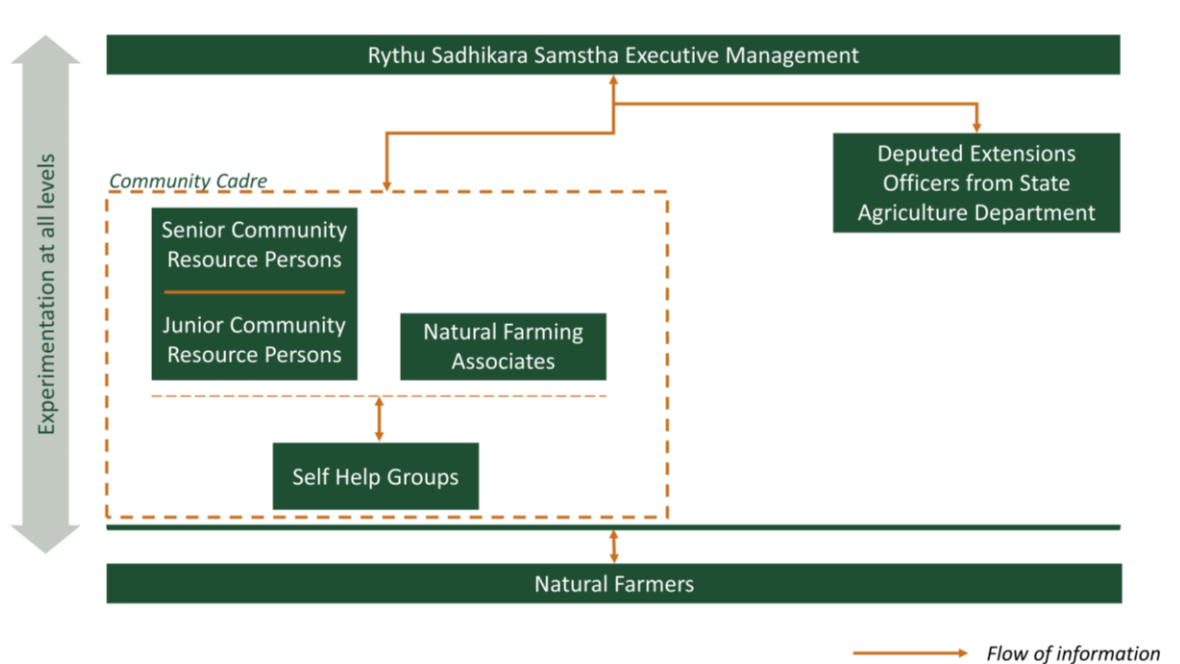 Rythu Sadhikara Samstha Executive Management
Deputed Extensions
Officers from State
Agriculture Department
Community Cadre
Senior Community
Resource Persons
Junior Community
Resource Persons
Natural Farming
Associates
Self Help Groups
Experimentation at all levels
Natural Farmers
Flow of information